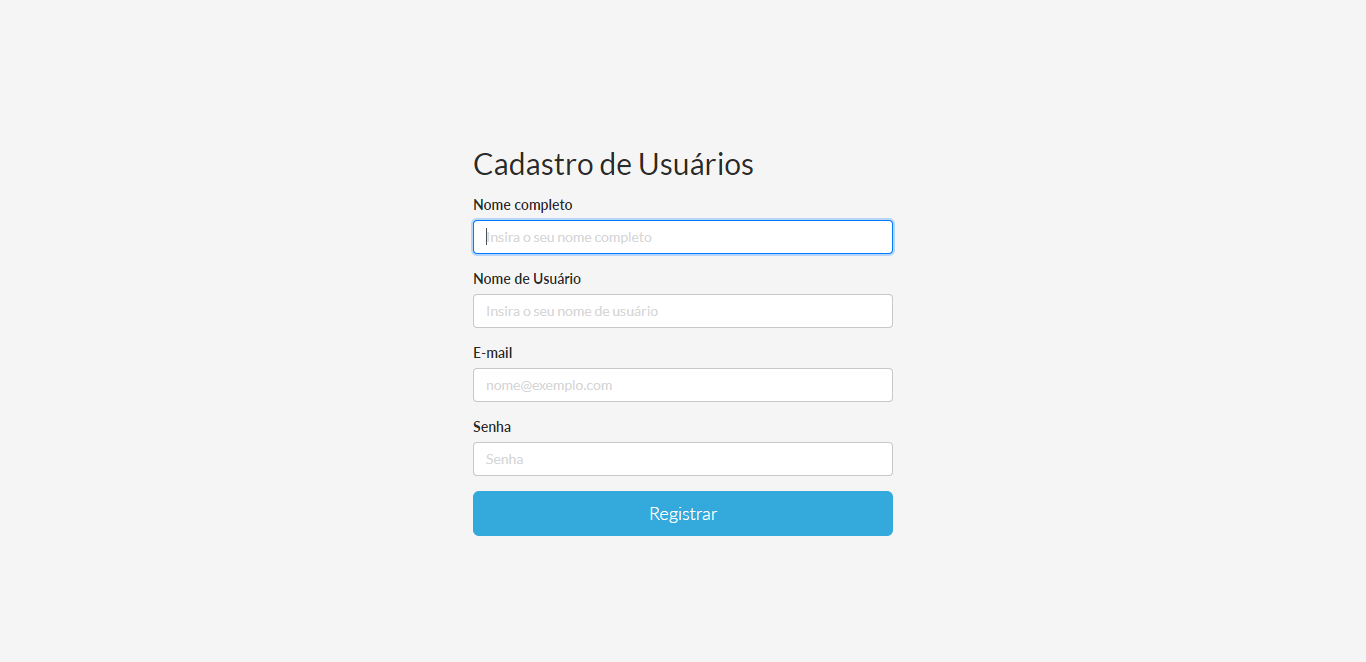 Cadastro de Usuários
Nome completo
Insira o seu nome completo
Nome de Usuário
Insira o seu nome de usuário
E-mail
nome@exemplo.com
Senha
Senha
Registrar